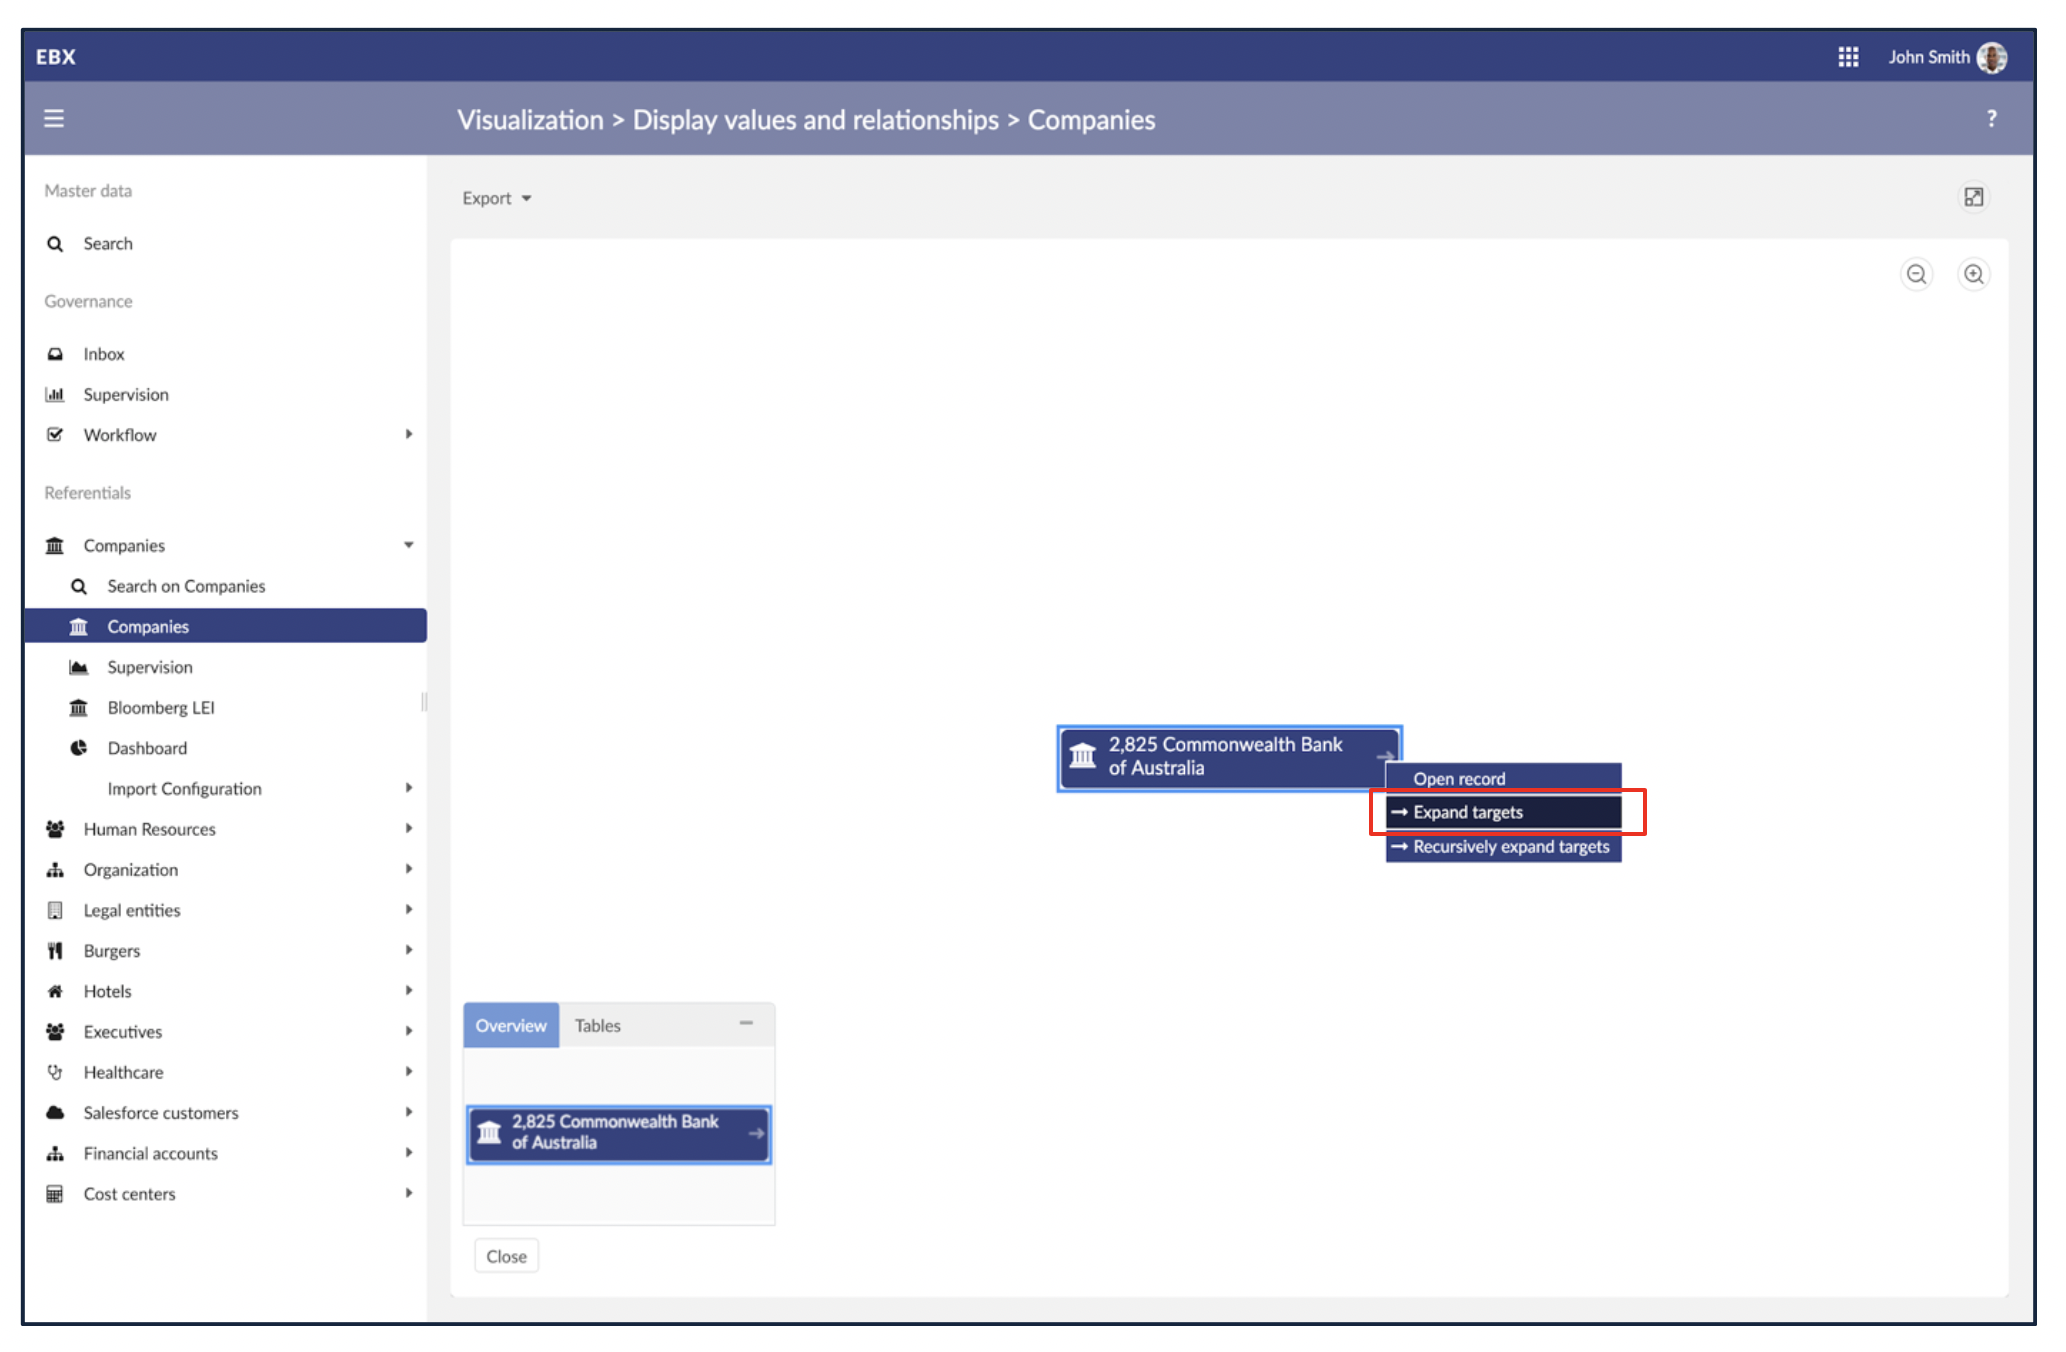 EBX
John Smith
Visualization > Display values and relationships > Companies
?
Master data
Search
Governance
Inbox
Supervision
Workflow
Referentials
Companies
Search on Companies
Companies
Supervision
Bloomberg LEI
Dashboard
Import Configuration
Human Resources
Organization
Legal entities
Burgers
Hotels
Executives
Healthcare
Salesforce customers
Financial accounts
Cost centers
Export
2,825 Commonwealth Bank
of Australia
Open record
Expand targets
Recursively expand targets
Overview
Tables
2,825 Commonwealth Bank
of Australia
Close